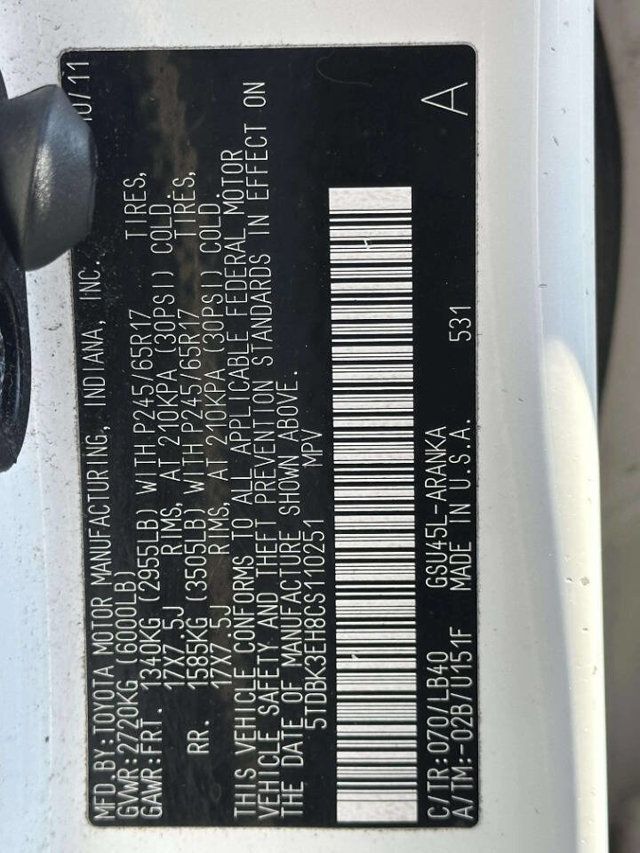 MFD.BY:TOYOTA MOTOR MANUFACTURING, INDIANA, INC. 10/11
GVWR:2720KG (6000LB)
GAWR:FRT. 1340KG (2955LB) WITH P245/65R17 TIRES,
17X7.5J RIMS, AT 210KPA (30PSI) COLD.
RR. 1585KG (3505LB) WITH P245/65R17 TIRES,
17X7.5J RIMS, AT 210KPA (30PSI) COLD.
THIS VEHICLE CONFORMS TO ALL APPLICABLE FEDERAL MOTOR
VEHICLE SAFETY AND THEFT PREVENTION STANDARDS IN EFFECT ON
THE DATE OF MANUFACTURE SHOWN ABOVE.
5TDBK3EH8CS110251 MPV
C/TR:070/LB40 GSU45L-ARANKA A
A/TM:-02B/U151F MADE IN U.S.A. 531